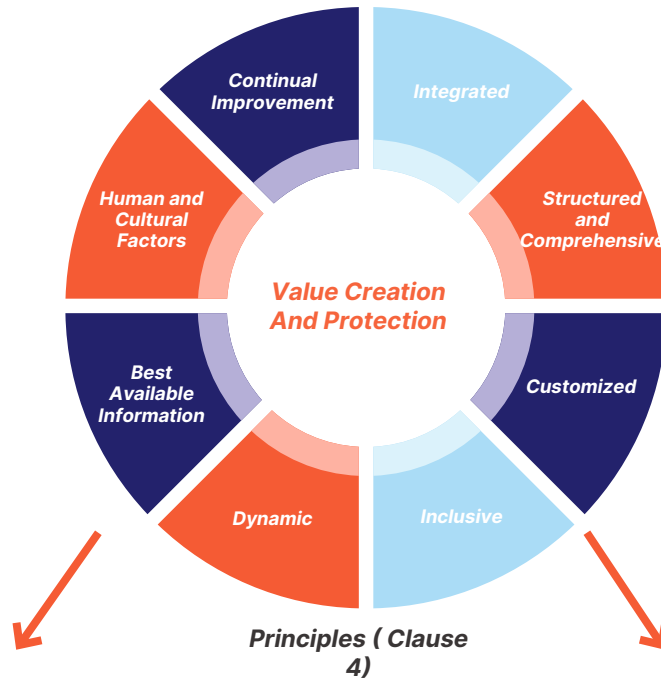 Continual
Improvement
Integrated
Human and
Cultural
Factors
Structured
and
Comprehensive
Value Creation
And Protection
Best
Available
Information
Customized
Dynamic
Inclusive
Principles ( Clause
4)